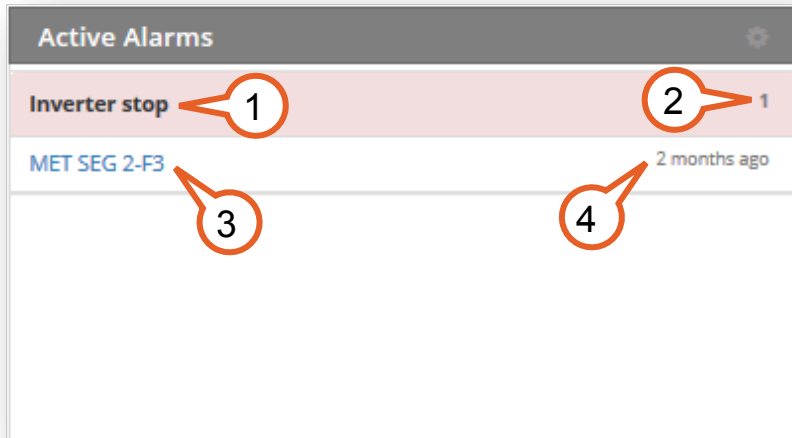 Active Alarms
Inverter stop 1 2 1
MET SEG 2-F3 2 months ago
3 4